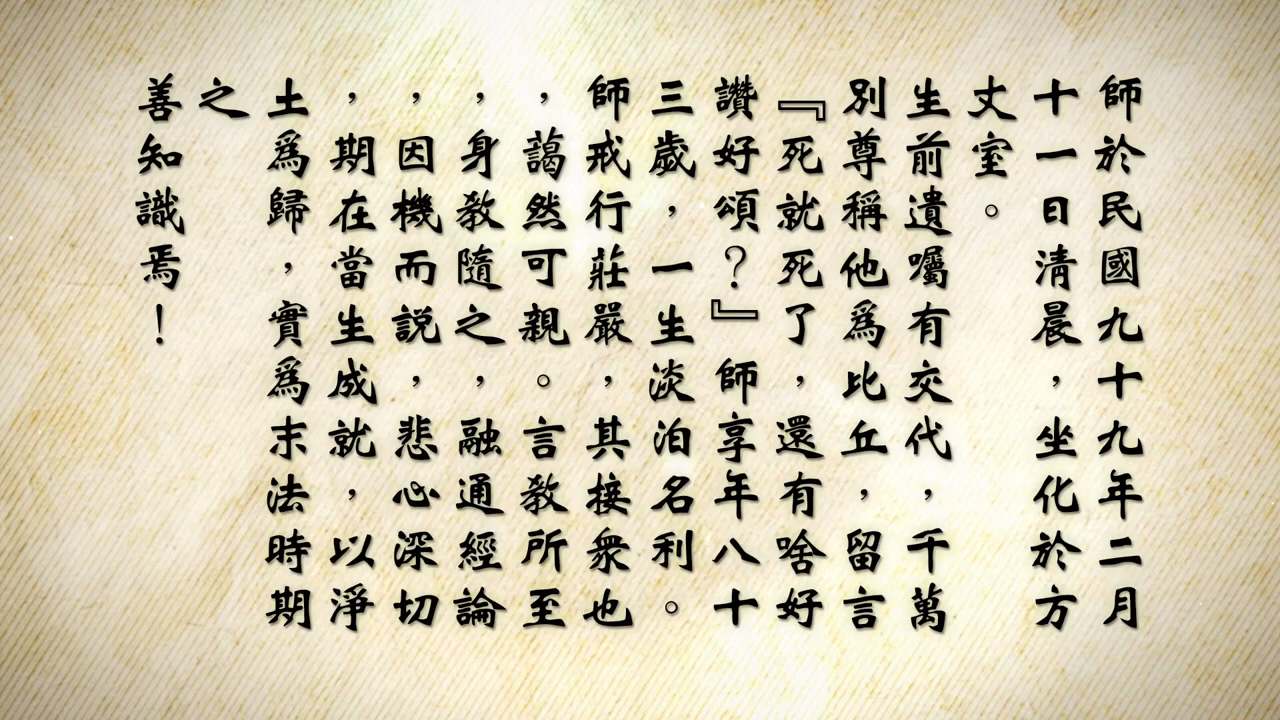 師於民國九十九年二月
十一日清晨，坐化於方
丈室。
生前遺囑有交代，千萬
別尊稱他為比丘，留言
『死就死了，還有啥好
讚好頌？』師享年八十
三歲，一生淡泊名利。
師戒行莊嚴，其接衆也
，藹然可親。言教所至
，身教隨之，融通經論
，因機而説，悲心深切
，期在當生成就，以淨
土為歸，實為末法時期
之
善知識焉！